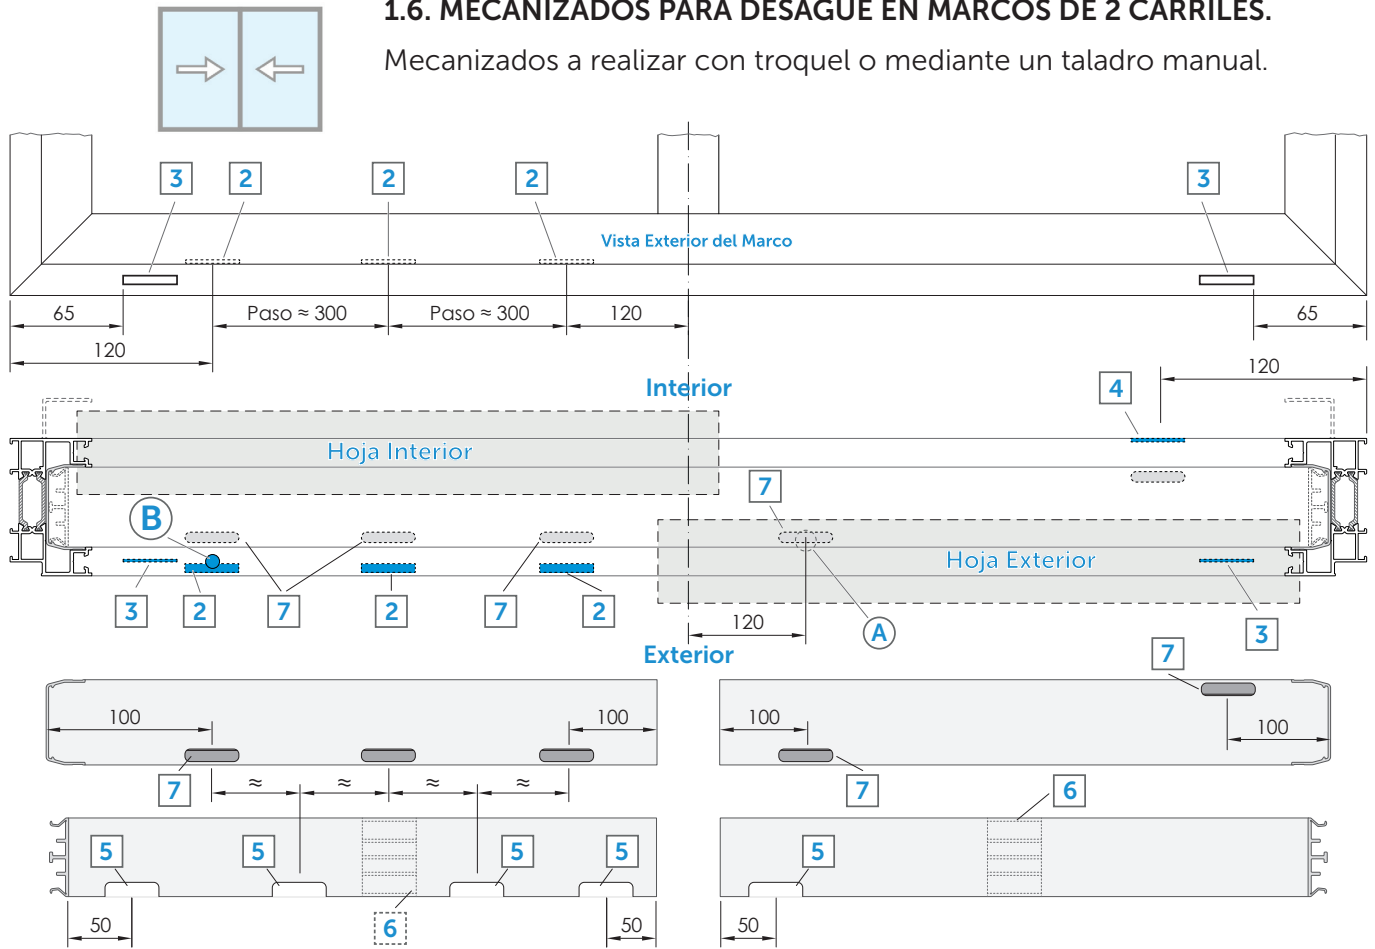 1.6. MECANIZADOS PARA DESAGÜE EN MARCOS DE 2 CARRILES.
Mecanizados a realizar con troquel o mediante un taladro manual.
3 2 2 2 3
Vista Exterior del Marco
65 Paso ≈ 300 Paso ≈ 300 120 65
120
120
Interior
4
Hoja Interior
7
B
Hoja Exterior
3 2 7 2 7 2
120
A
3
Exterior
7
100 100 100 100
7 ≈ ≈ ≈ ≈ 7
6
5 5 5 5 5
50 6 50 50